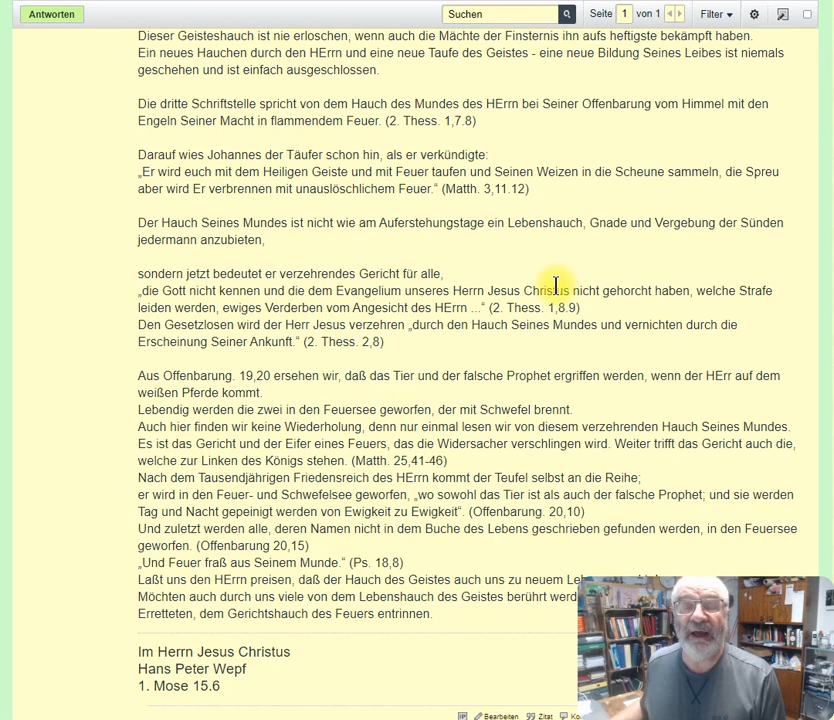 Antworten
Suchen
Seite 1 von 1
Filter
Dieser Geisteshauch ist nie erloschen, wenn auch die Mächte der Finsternis ihn aufs heftigste bekämpft haben.
Ein neues Hauchen durch den HErrn und eine neue Taufe des Geistes - eine neue Bildung Seines Leibes ist niemals
geschehen und ist einfach ausgeschlossen.
Die dritte Schriftstelle spricht von dem Hauch des Mundes des HErrn bei Seiner Offenbarung vom Himmel mit den
Engeln Seiner Macht in flammendem Feuer. (2. Thess. 1,7.8)
Darauf wies Johannes der Täufer schon hin, als er verkündigte:
„Er wird euch mit dem Heiligen Geiste und mit Feuer taufen und Seinen Weizen in die Scheune sammeln, die Spreu
aber wird Er verbrennen mit unauslöschlichem Feuer.“ (Matth. 3,11.12)
Der Hauch Seines Mundes ist nicht wie am Auferstehungstage ein Lebenshauch, Gnade und Vergebung der Sünden
jedermann anzubieten,
sondern jetzt bedeutet er verzehrendes Gericht für alle,
„die Gott nicht kennen und die dem Evangelium unseres Herrn Jesus Christus nicht gehorcht haben, welche Strafe
leiden werden, ewiges Verderben vom Angesicht des HErrn ...“ (2. Thess. 1,8.9)
Den Gesetzlosen wird der Herr Jesus verzehren „durch den Hauch Seines Mundes und vernichten durch die
Erscheinung Seiner Ankunft.“ (2. Thess. 2,8)
Aus Offenbarung. 19,20 ersehen wir, daß das Tier und der falsche Prophet ergriffen werden, wenn der HErr auf dem
weißen Pferde kommt.
Lebendig werden die zwei in den Feuersee geworfen, der mit Schwefel brennt.
Auch hier finden wir keine Wiederholung, denn nur einmal lesen wir von diesem verzehrenden Hauch Seines Mundes.
Es ist das Gericht und der Eifer eines Feuers, das die Widersacher verschlingen wird. Weiter trifft das Gericht auch die,
welche zur Linken des Königs stehen. (Matth. 25,41-46)
Nach dem Tausendjährigen Friedensreich des HErrn kommt der Teufel selbst an die Reihe;
er wird in den Feuer- und Schwefelsee geworfen, „wo sowohl das Tier ist als auch der falsche Prophet; und sie werden
Tag und Nacht gepeinigt werden von Ewigkeit zu Ewigkeit“. (Offenbarung. 20,10)
Und zuletzt werden alle, deren Namen nicht in dem Buche des Lebens geschrieben gefunden werden, in den Feuersee
geworfen. (Offenbarung 20,15)
„Und Feuer fraß aus Seinem Munde.“ (Ps. 18,8)
Laßt uns den HErrn preisen, daß der Hauch des Geistes auch uns zu neuem
Möchten auch durch uns viele von dem Lebenshauch des Geistes berührt
Erretteten, dem Gerichtshauch des Feuers entrinnen.
Im Herrn Jesus Christus
Hans Peter Wepf
1. Mose 15.6
Bearbeiten Zitat